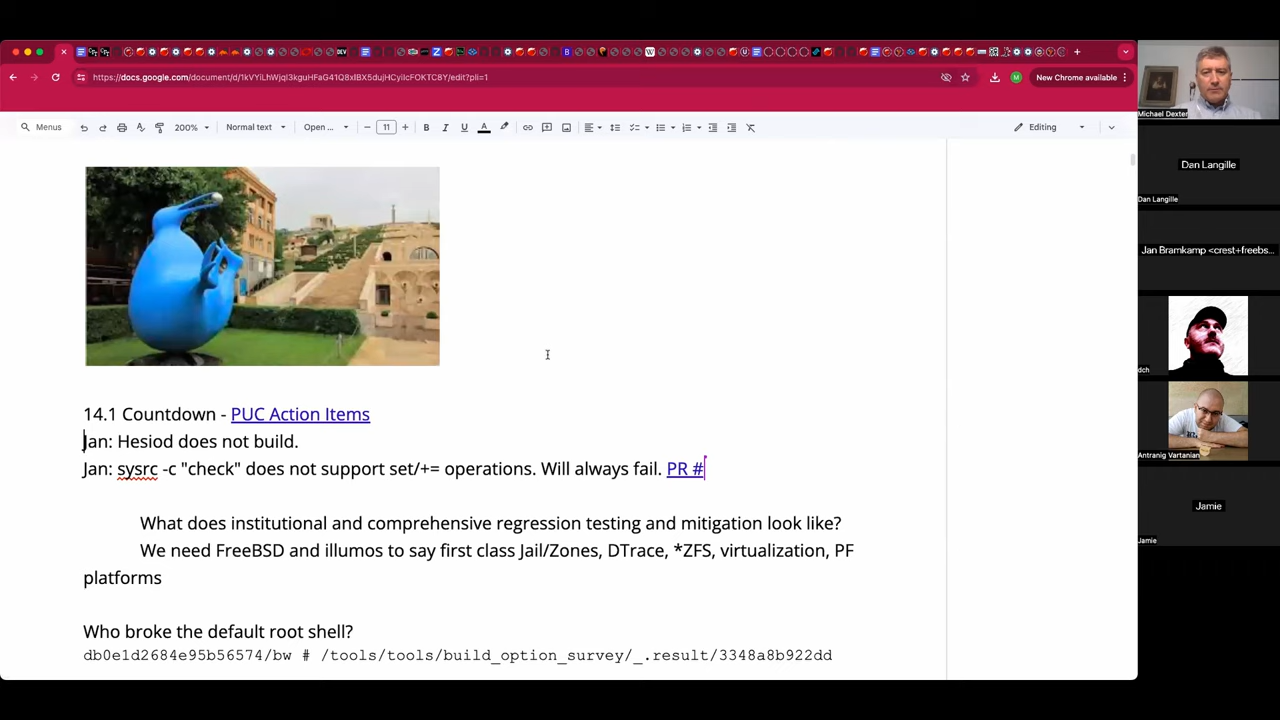 https://docs.google.com/document/d/1kVYiLhWjqI3kguHFaG41Q8xIBX5dujHCyiIcFOKTC8Y/edit?pli=1
M
New Chrome available
Menus
200%
Normal text
Open ...
11
Editing
14.1 Countdown - PUC Action Items
Jan: Hesiod does not build.
Jan: sysrc -c "check" does not support set/+= operations. Will always fail. PR #
What does institutional and comprehensive regression testing and mitigation look like?
We need FreeBSD and illumos to say first class Jail/Zones, DTrace, *ZFS, virtualization, PF
platforms
Who broke the default root shell?
db0e1d2684e95b56574/bw # /tools/tools/build_option_survey/_.result/3348a8b922dd
Michael Dexter
Dan Langille
Dan Langille
Jan Bramkamp <crest+freebs...
dch
Antranig Vartanian
Jamie
Jamie